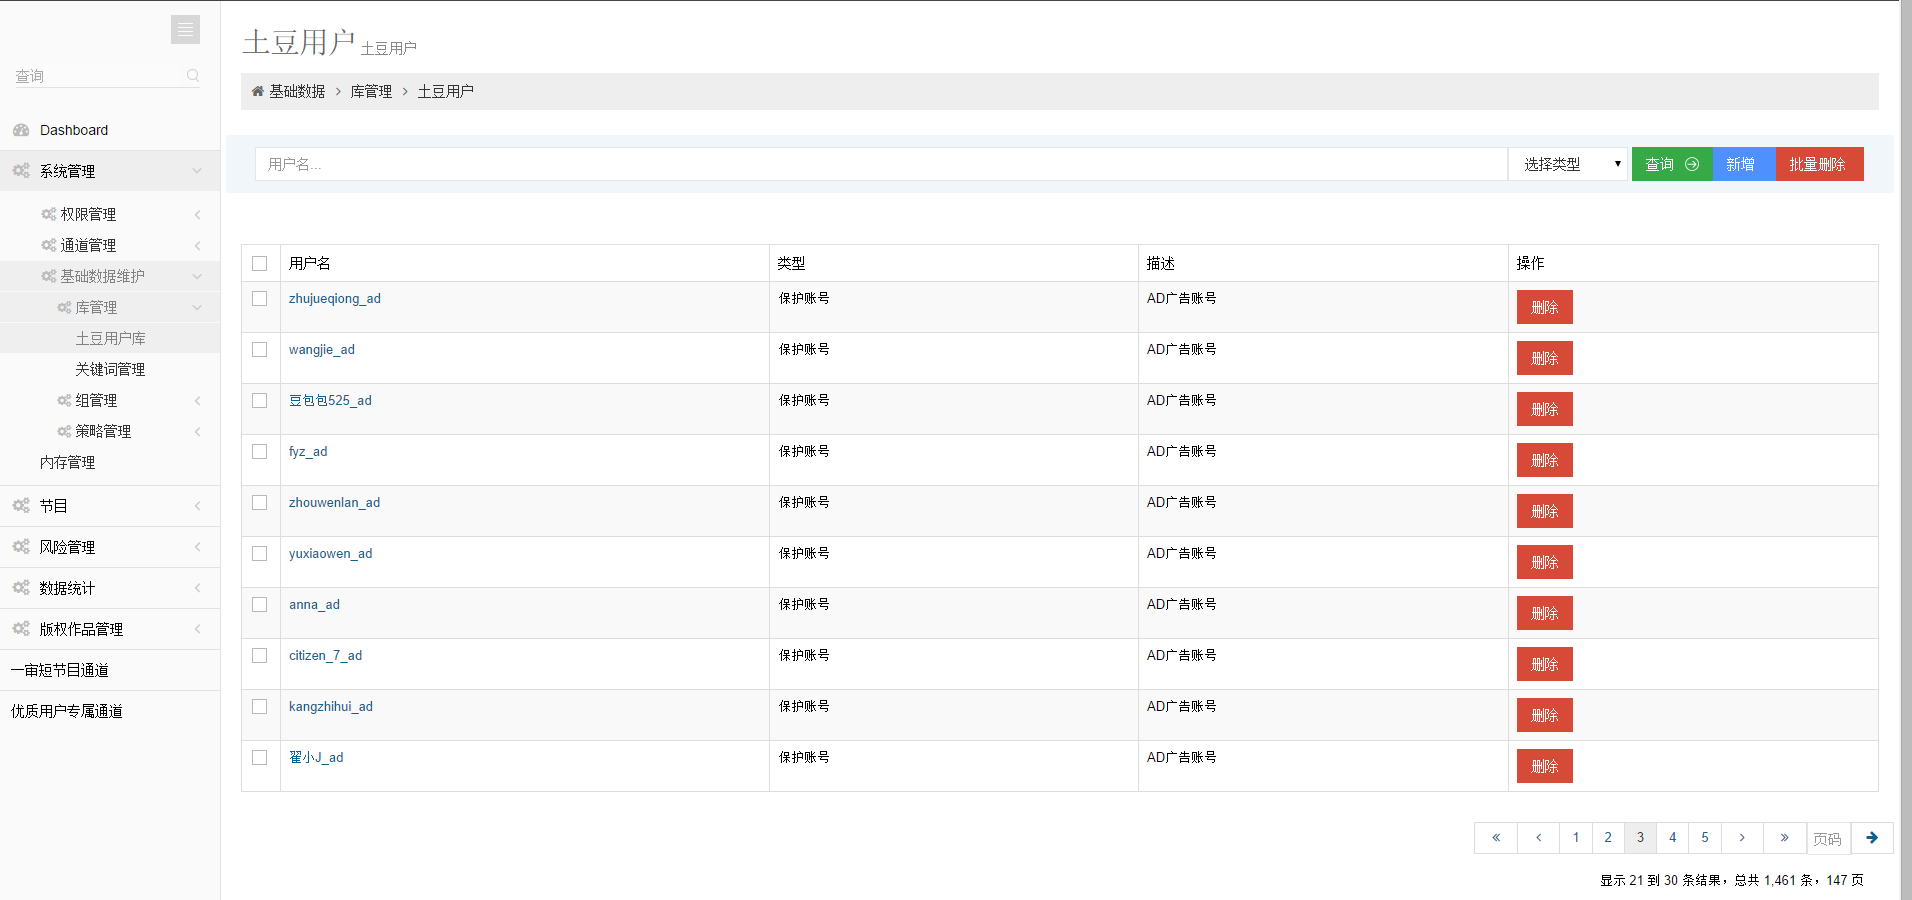 查询
Dashboard
系统管理
权限管理
通道管理
基础数据维护
库管理
土豆用户库
关键词管理
组管理
策略管理
内存管理
节目
风险管理
数据统计
版权作品管理
一审短节目通道
优质用户专属通道
土豆用户 土豆用户
基础数据 > 库管理 > 土豆用户
用户名... 选择类型 查询 新增 批量删除
用户名 类型 描述 操作
zhujueqiong_ad 保护账号 AD广告账号 删除
wangjie_ad 保护账号 AD广告账号 删除
豆包包525_ad 保护账号 AD广告账号 删除
fyz_ad 保护账号 AD广告账号 删除
zhouwenlan_ad 保护账号 AD广告账号 删除
yuxiaowen_ad 保护账号 AD广告账号 删除
anna_ad 保护账号 AD广告账号 删除
citizen_7_ad 保护账号 AD广告账号 删除
kangzhihui_ad 保护账号 AD广告账号 删除
翟小J_ad 保护账号 AD广告账号 删除
« ‹ 1 2 3 4 5 › » 页码
显示 21 到 30 条结果，总共 1,461 条，147 页